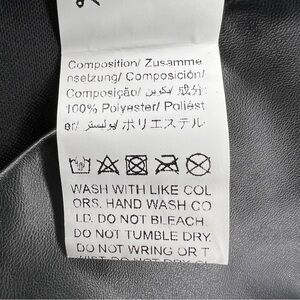 Composition/ Zusamme
nsetzung/ Composición/
Composição/ تكوين/ 成分:
100% Polyester/ Poliést
er/ بوليستر/ ポリエステル
WASH WITH LIKE COL
ORS. HAND WASH CO
LD. DO NOT BLEACH.
DO NOT TUMBLE DRY.
DO NOT WRING OR T